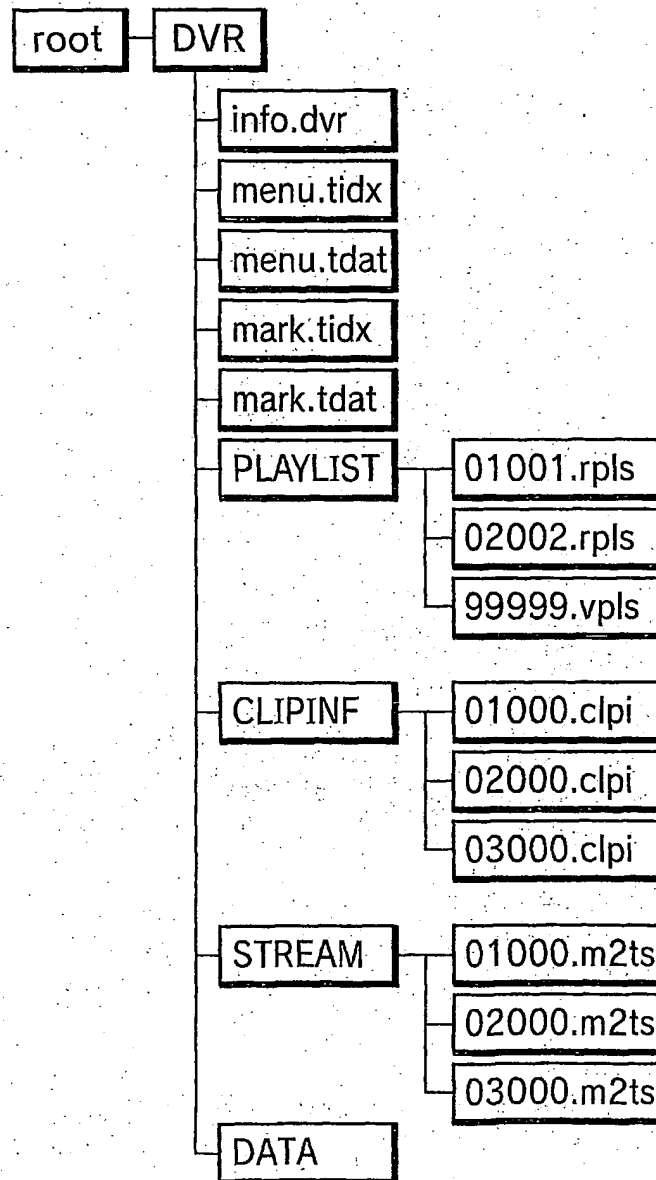 root DVR
info.dvr
menu.tidx
menu.tdat
mark.tidx
mark.tdat
PLAYLIST 01001.rpls
02002.rpls
99999.vpls
CLIPINF 01000.clpi
02000.clpi
03000.clpi
STREAM 01000.m2ts
02000.m2ts
03000.m2ts
DATA